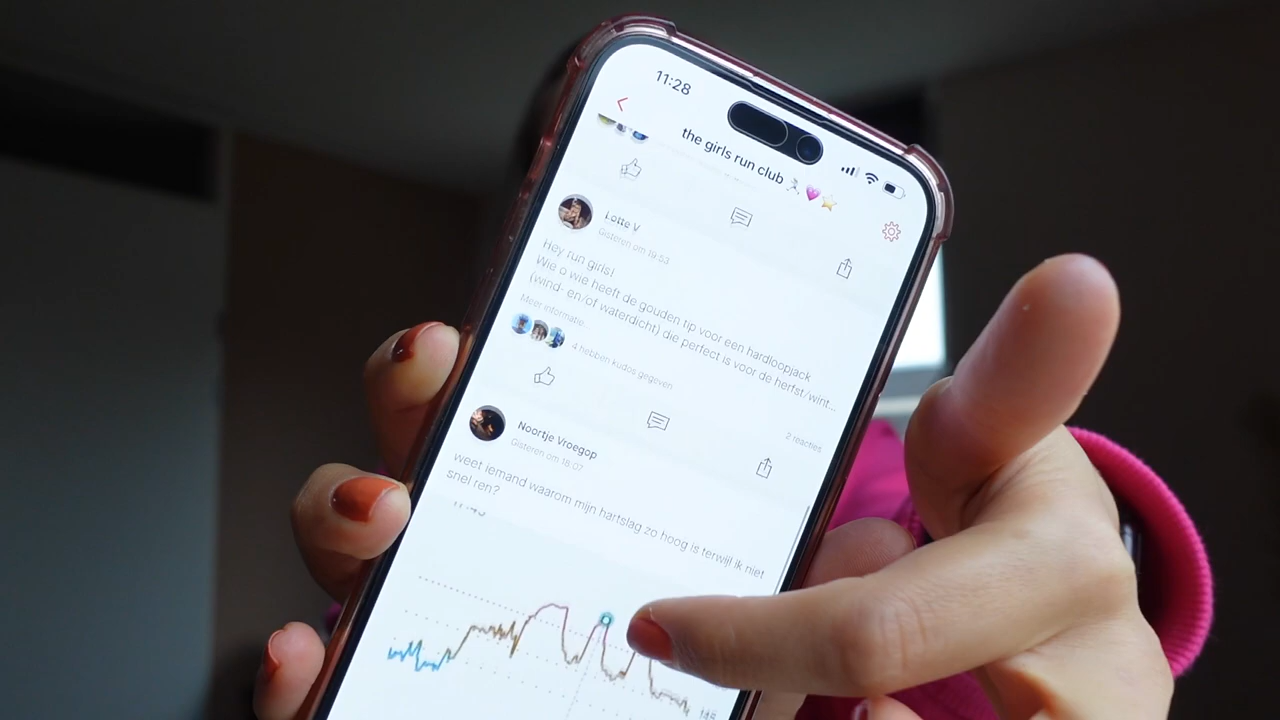 11:28
the girls run club 🏃‍♀️💗⭐
Lotte V
Gisteren om 19:53
Hey run girls!
Wie o wie heeft de gouden tip voor een hardloopjack
(wind- en/of waterdicht) die perfect is voor de herfst/wint...
Meer informatie
4 hebben kudos gegeven
2 reacties
Noortje Vroegop
Gisteren om 18:07
weet iemand waarom mijn hartslag zo hoog is terwijl ik niet
snel ren?